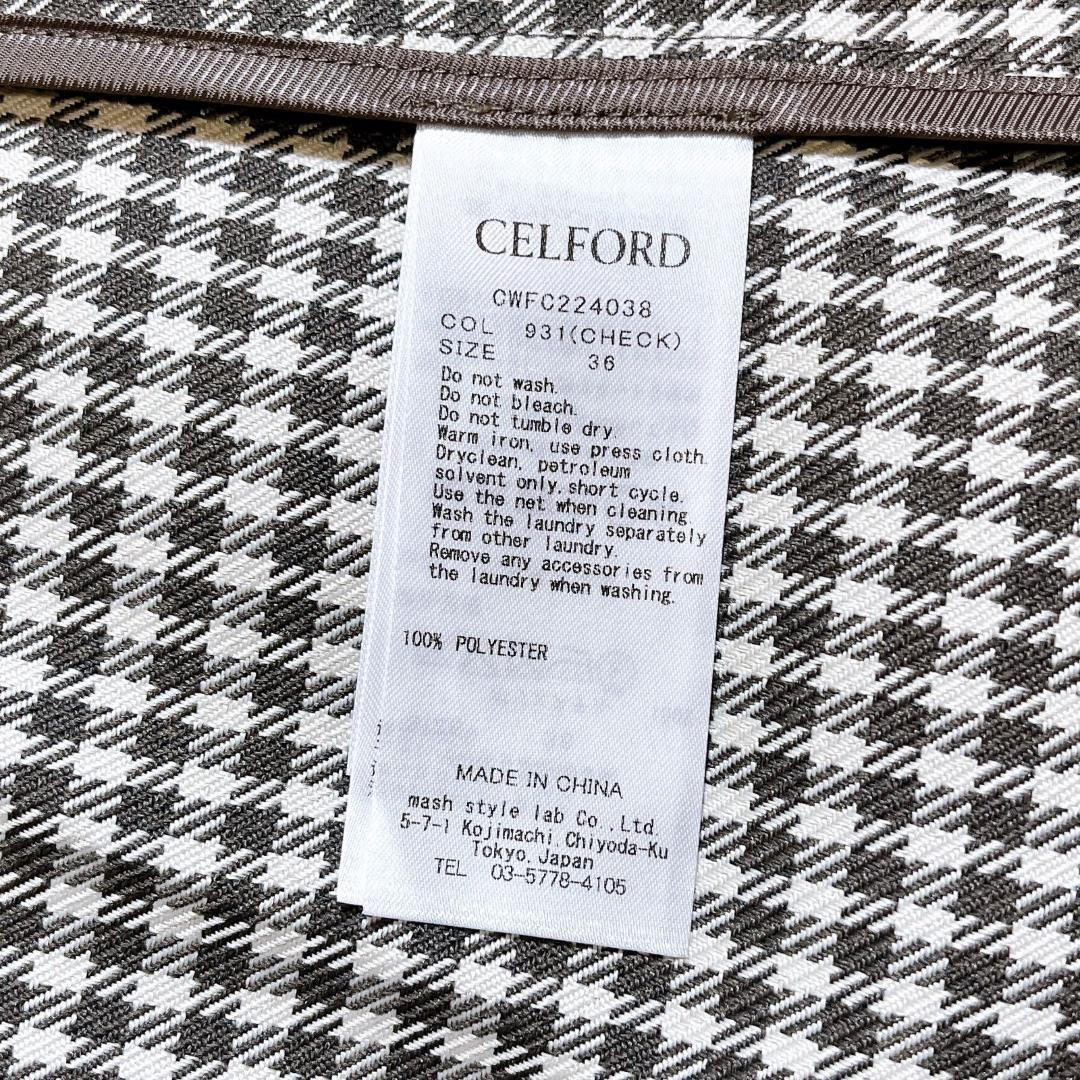 CELFORD
CWFC224038
COL 931(CHECK)
SIZE 36
Do not wash.
Do not bleach.
Do not tumble dry.
Warm iron, use press cloth.
Dryclean, petroleum
solvent only, short cycle.
Use the net when cleaning
Wash the laundry separately
from other laundry.
Remove any accessories from
the laundry when washing.
100% POLYESTER
MADE IN CHINA
mash style lab Co.,Ltd.
5-7-1 Kojimachi, Chiyoda-Ku
Tokyo, Japan
TEL 03-5778-4105